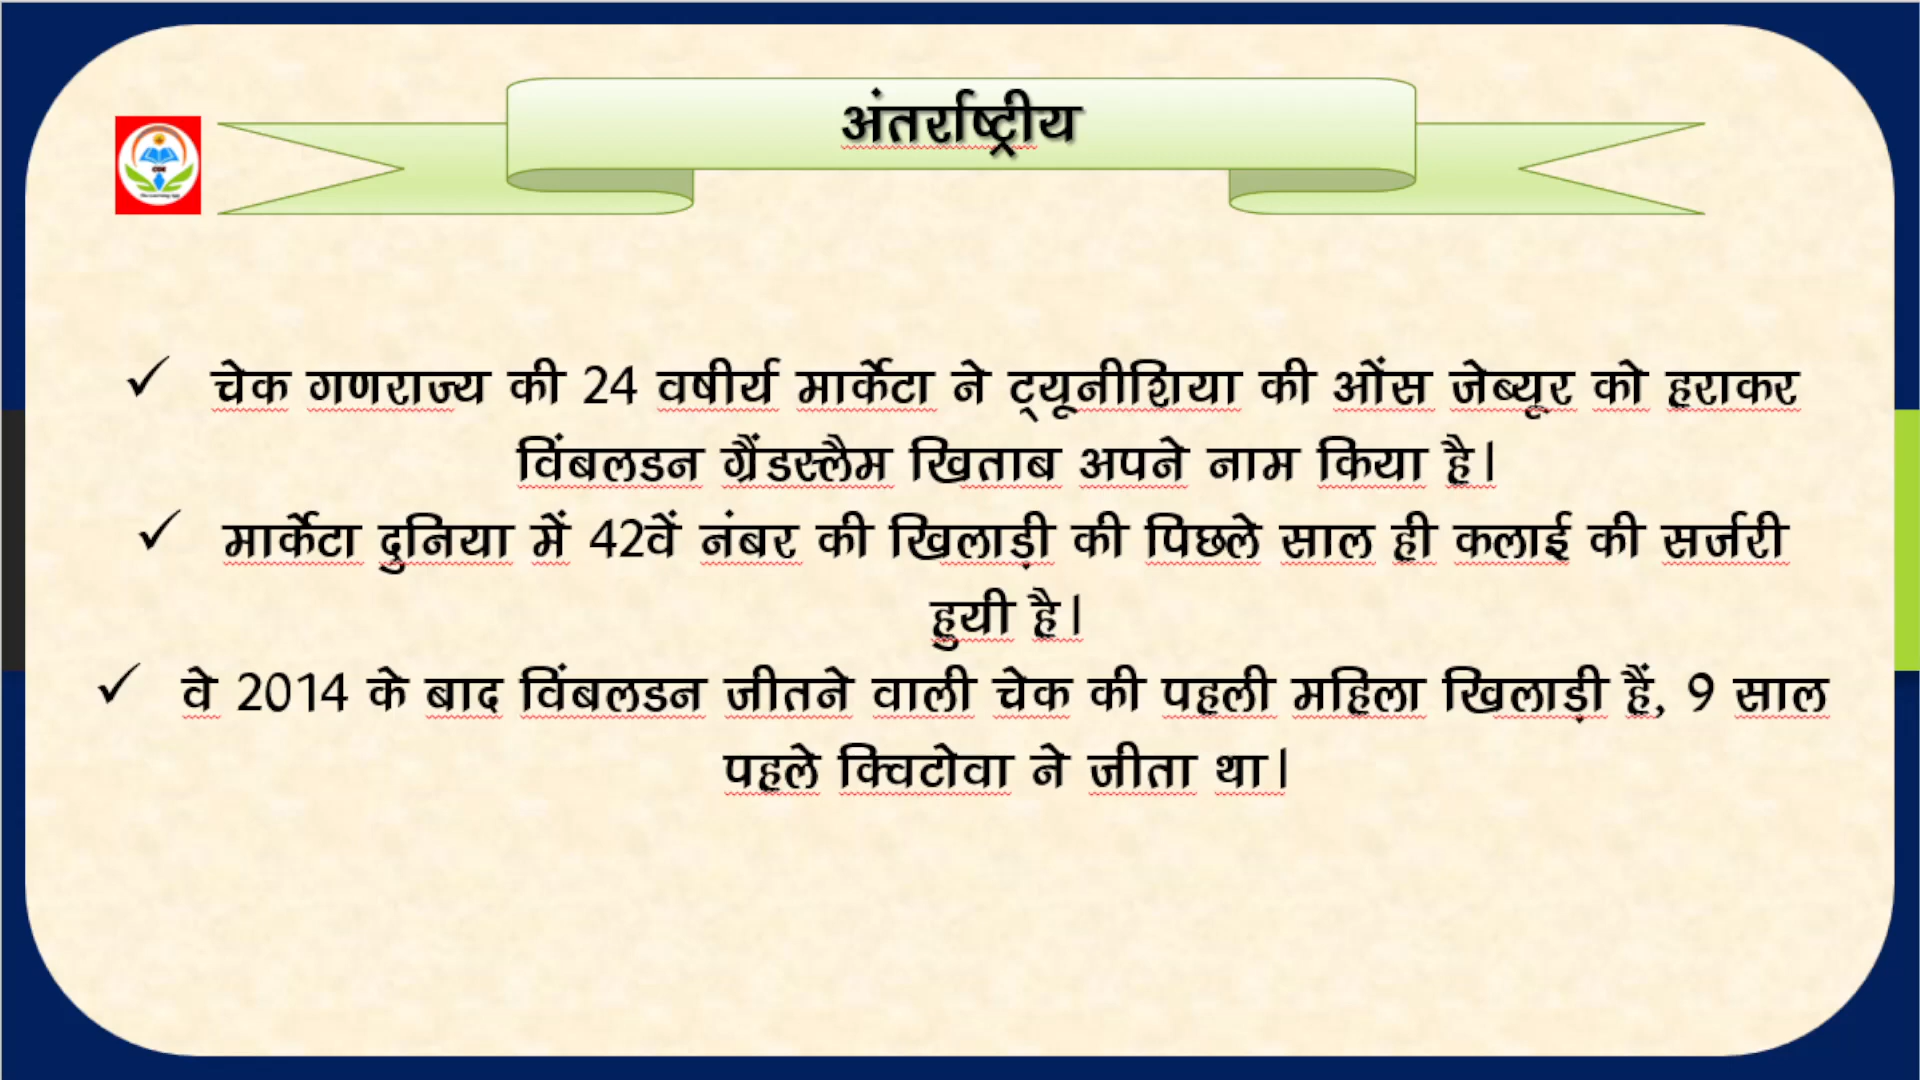 अंतर्राष्ट्रीय
✓ चेक गणराज्य की 24 वर्षीय मार्केटा ने ट्यूनीशिया की ओंस जेब्यूर को हराकर
विंबलडन ग्रैंडस्लैम खिताब अपने नाम किया है।
✓ मार्केटा दुनिया में 42वें नंबर की खिलाड़ी की पिछले साल ही कलाई की सर्जरी
हुयी है।
✓ वे 2014 के बाद विंबलडन जीतने वाली चेक की पहली महिला खिलाड़ी हैं, 9 साल
पहले क्विटोवा ने जीता था।